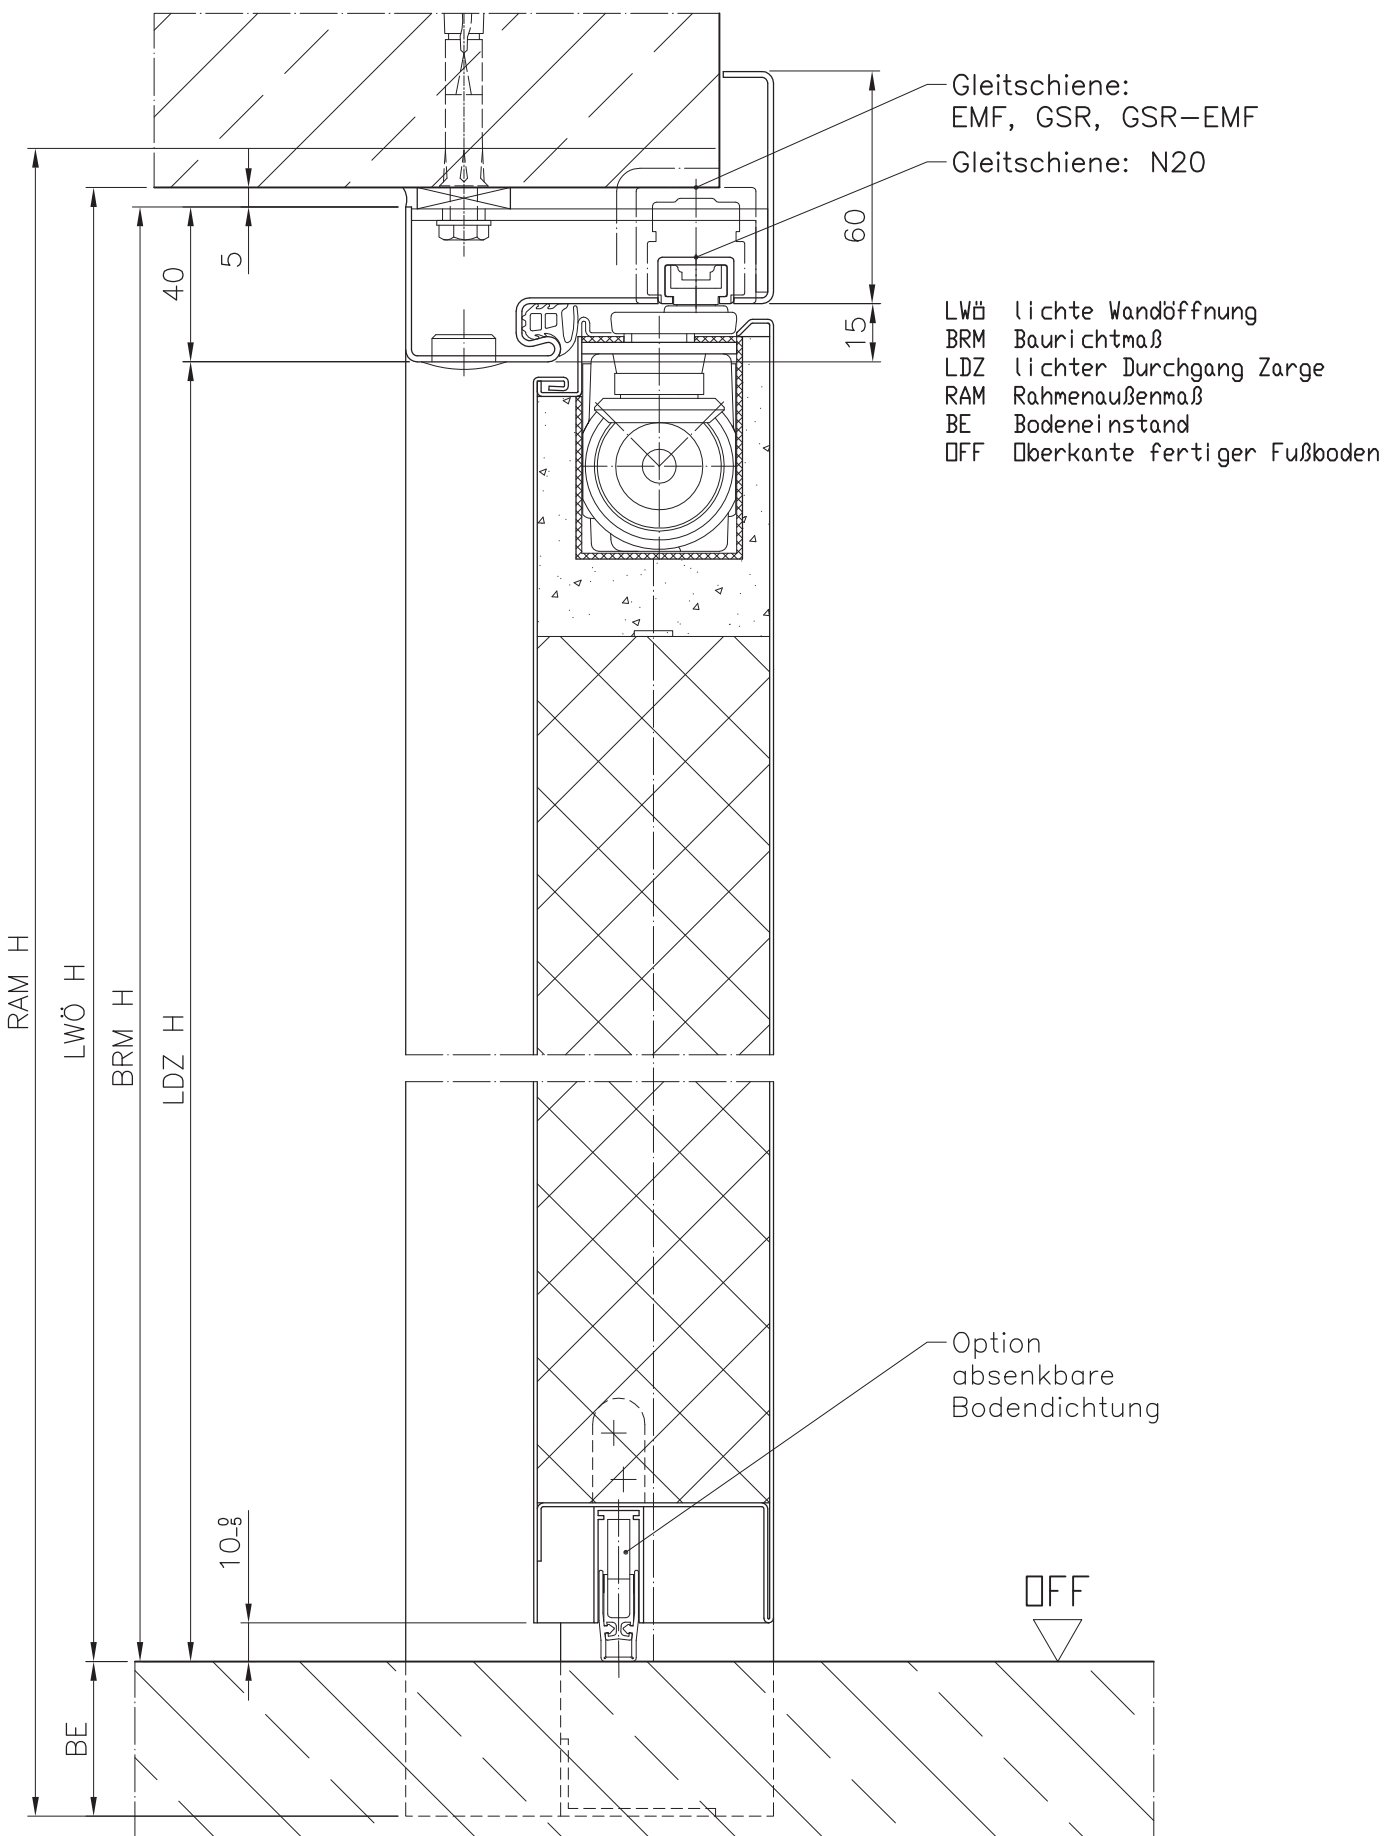 Gleitschiene:
EMF, GSR, GSR-EMF
Gleitschiene: N20
60
5
40
15
LWÖ lichte Wandöffnung
BRM Baurichtmaß
LDZ lichter Durchgang Zarge
RAM Rahmenaußenmaß
BE Bodeneinstand
OFF Oberkante fertiger Fußboden
RAM H
LWÖ H
BRM H
LDZ H
Option
absenkbare
Bodendichtung
10 0 -5
OFF
BE